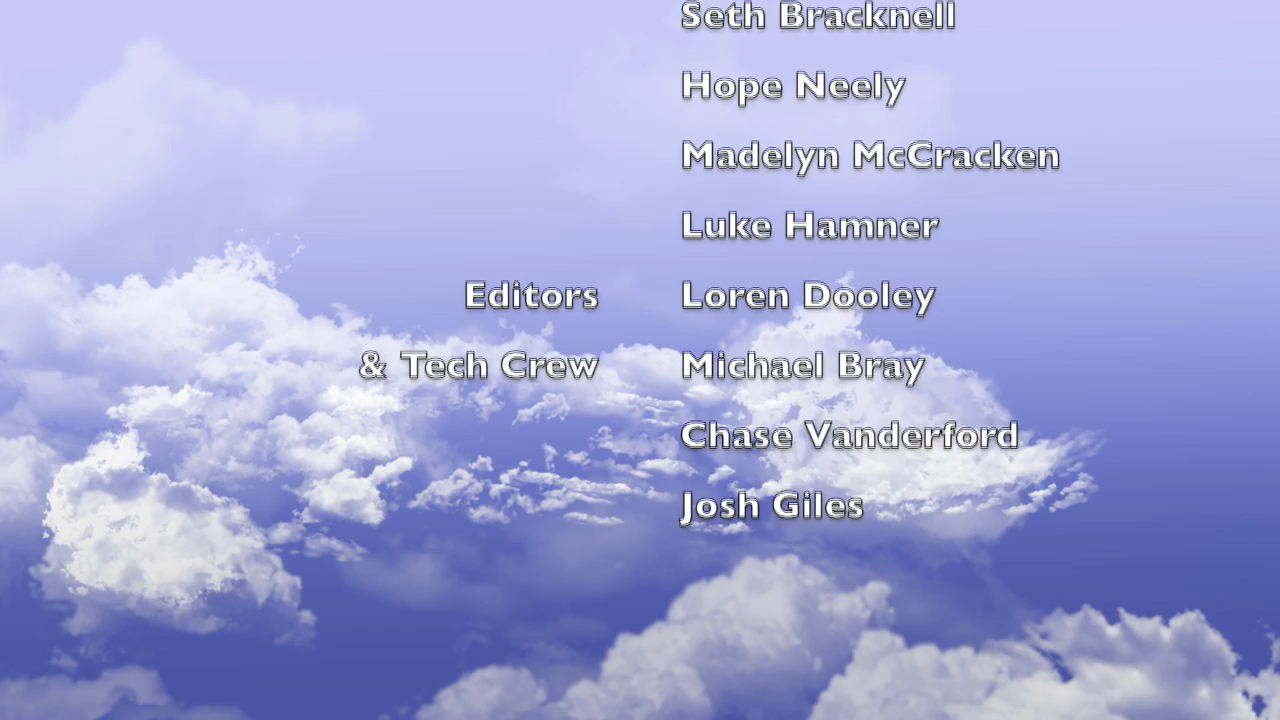 Seth Bracknell
Hope Neely
Madelyn McCracken
Luke Hamner
Editors Loren Dooley
& Tech Crew Michael Bray
Chase Vanderford
Josh Giles